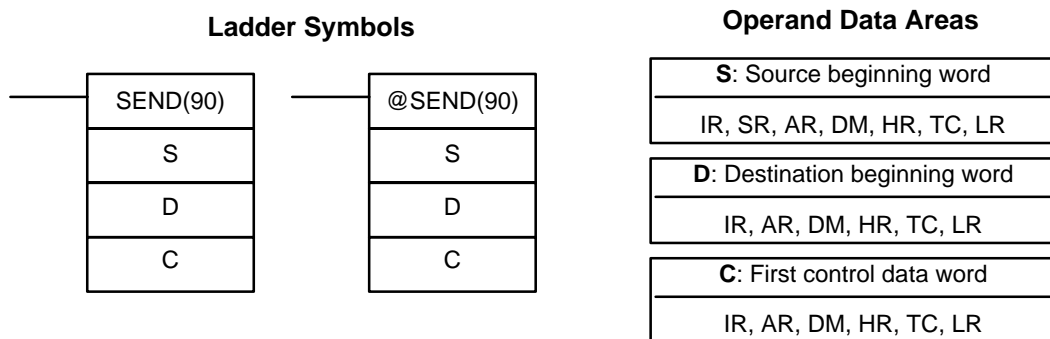 Ladder Symbols
SEND(90)
S
D
C
@SEND(90)
S
D
C
Operand Data Areas
S: Source beginning word
IR, SR, AR, DM, HR, TC, LR
D: Destination beginning word
IR, AR, DM, HR, TC, LR
C: First control data word
IR, AR, DM, HR, TC, LR